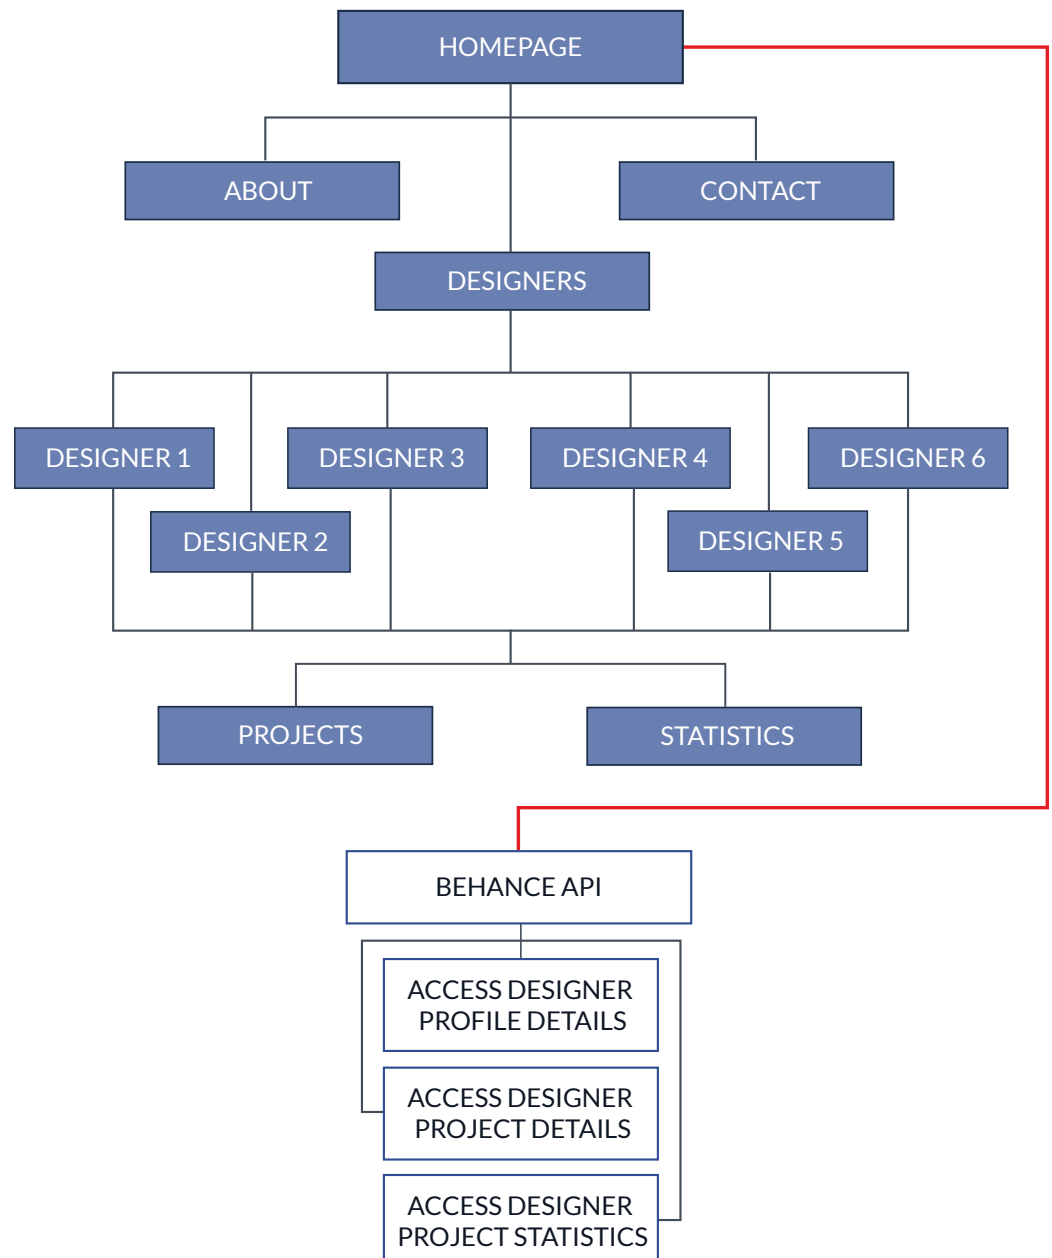 HOMEPAGE
ABOUT
CONTACT
DESIGNERS
DESIGNER 1
DESIGNER 3
DESIGNER 4
DESIGNER 6
DESIGNER 2
DESIGNER 5
PROJECTS
STATISTICS
BEHANCE API
ACCESS DESIGNER
PROFILE DETAILS
ACCESS DESIGNER
PROJECT DETAILS
ACCESS DESIGNER
PROJECT STATISTICS